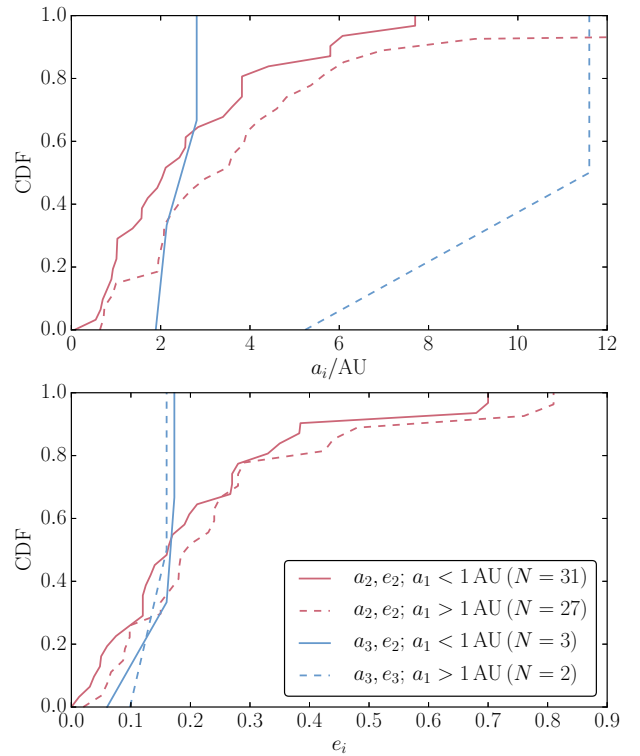 1.0
0.8
0.6
0.4
0.2
0.0
CDF
0 2 4 6 8 10 12
a_i/AU
1.0
0.8
0.6
0.4
0.2
0.0
CDF
a_2, e_2; a_1 < 1 AU (N = 31)
a_2, e_2; a_1 > 1 AU (N = 27)
a_3, e_2; a_1 < 1 AU (N = 3)
a_3, e_3; a_1 > 1 AU (N = 2)
0.0 0.1 0.2 0.3 0.4 0.5 0.6 0.7 0.8 0.9
e_i